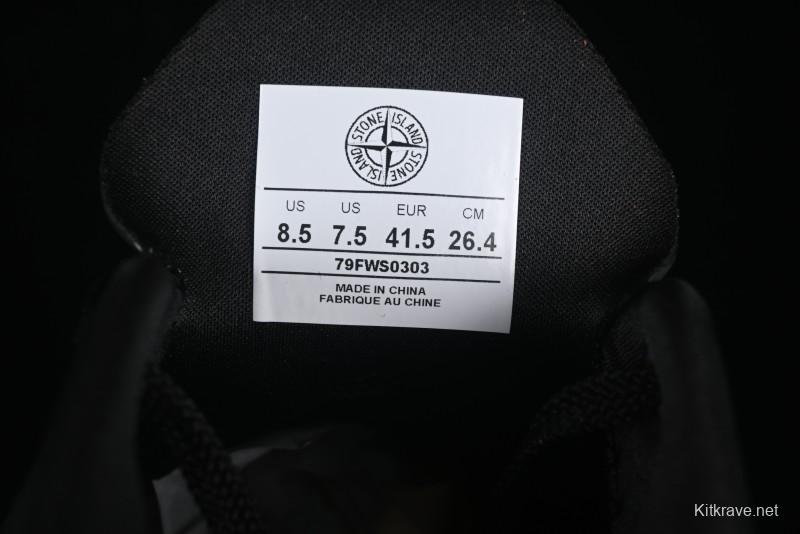 STONE ISLAND
STONE ISLAND
US US EUR CM
8.5 7.5 41.5 26.4
79FWS0303
MADE IN CHINA
FABRIQUE AU CHINE
Kitkrave.net